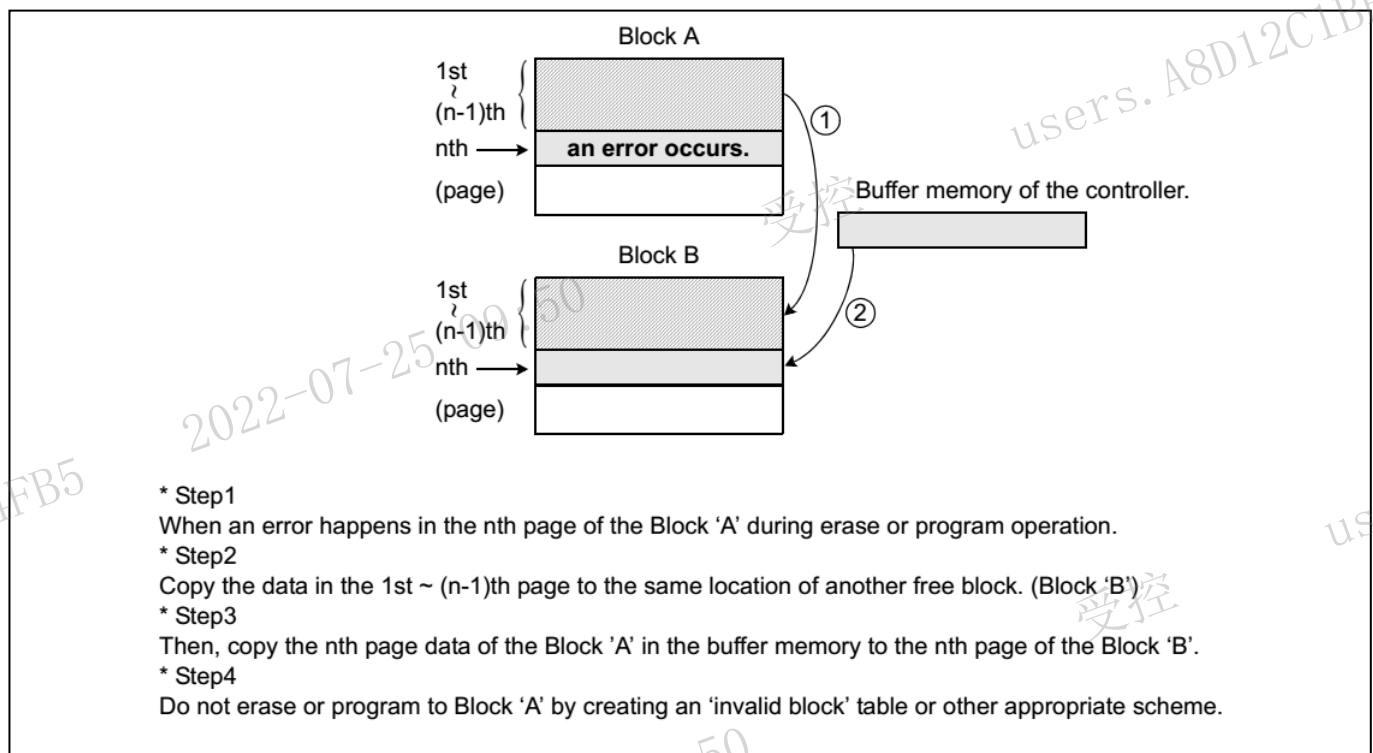 Block A
1st
~
(n-1)th
nth
an error occurs.
(page)
①
Buffer memory of the controller.
Block B
1st
~
(n-1)th
nth
(page)
②
* Step1
When an error happens in the nth page of the Block ‘A’ during erase or program operation.
* Step2
Copy the data in the 1st ~ (n-1)th page to the same location of another free block. (Block ‘B’)
* Step3
Then, copy the nth page data of the Block ’A’ in the buffer memory to the nth page of the Block ‘B’.
* Step4
Do not erase or program to Block ‘A’ by creating an ‘invalid block’ table or other appropriate scheme.
users. A8D12C1B
受控
2022-07-25 09:50
FB5
us
受控
50